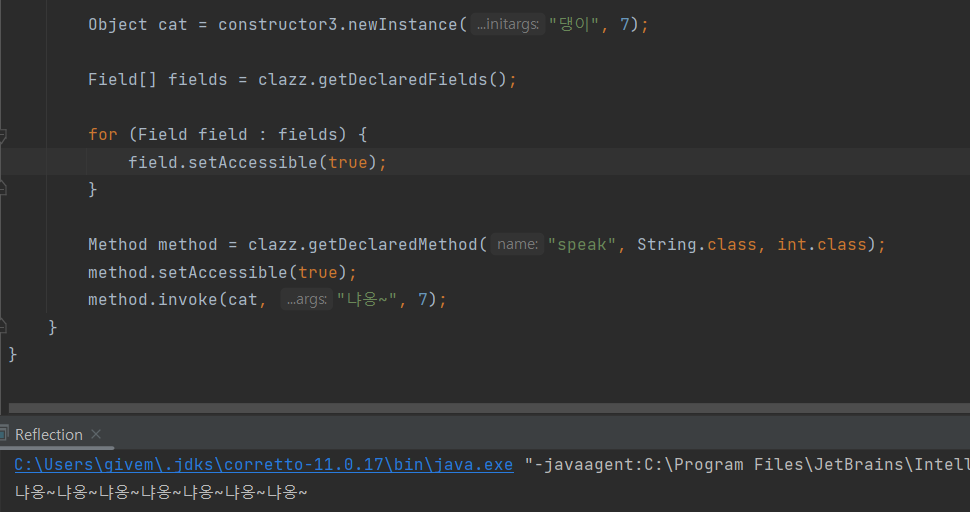 Object cat = constructor3.newInstance( ...initargs: "댕이", 7);
Field[] fields = clazz.getDeclaredFields();
for (Field field : fields) {
field.setAccessible(true);
}
Method method = clazz.getDeclaredMethod( name: "speak", String.class, int.class);
method.setAccessible(true);
method.invoke(cat, ...args: "냐옹~", 7);
}
}
Reflection ×
C:\Users\givem\.jdks\corretto-11.0.17\bin\java.exe "-javaagent:C:\Program Files\JetBrains\Intell
냐옹~냐옹~냐옹~냐옹~냐옹~냐옹~냐옹~